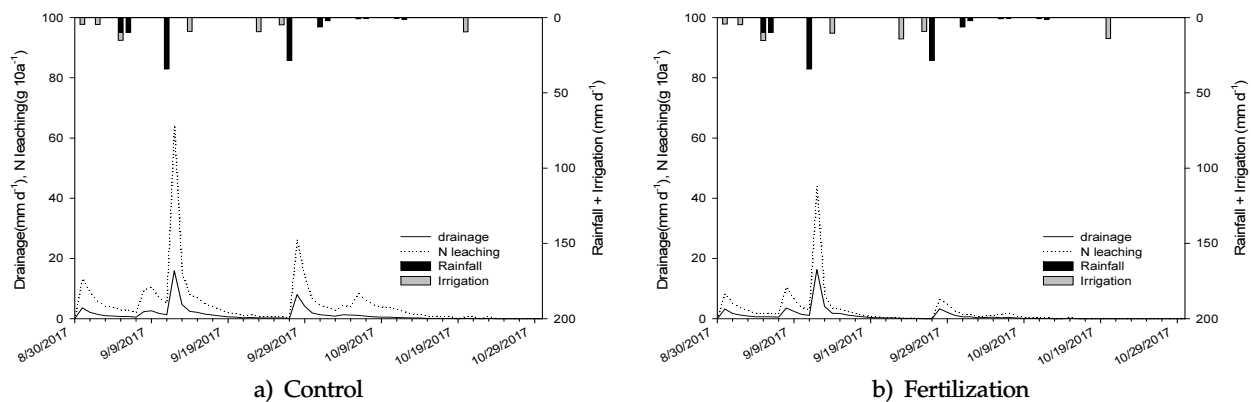 Drainage(mm d-1), N leaching(g 10a-1)
100
80
60
40
20
0
0
50
100
150
200
Rainfall + Irrigation (mm d-1)
drainage
N leaching
Rainfall
Irrigation
8/30/2017
9/9/2017
9/19/2017
9/29/2017
10/9/2017
10/19/2017
10/29/2017
a) Control
Drainage(mm d-1), N leaching(g 10a-1)
100
80
60
40
20
0
0
50
100
150
200
Rainfall + Irrigation (mm d-1)
drainage
N leaching
Rainfall
Irrigation
8/30/2017
9/9/2017
9/19/2017
9/29/2017
10/9/2017
10/19/2017
10/29/2017
b) Fertilization